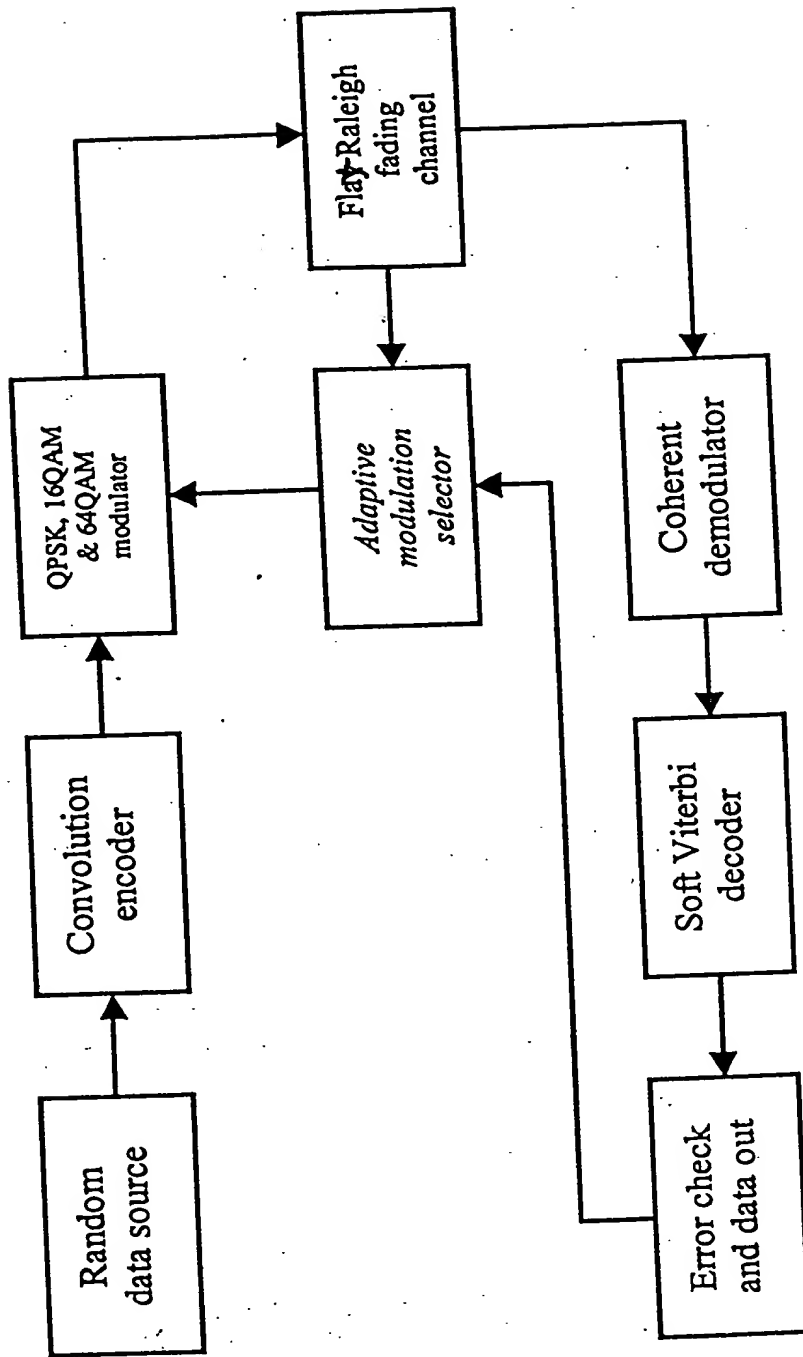 Random
data source
Convolution
encoder
QPSK, 16QAM
& 64QAM
modulator
Flat-Raleigh
fading
channel
Adaptive
modulation
selector
Coherent
demodulator
Soft Viterbi
decoder
Error check
and data out